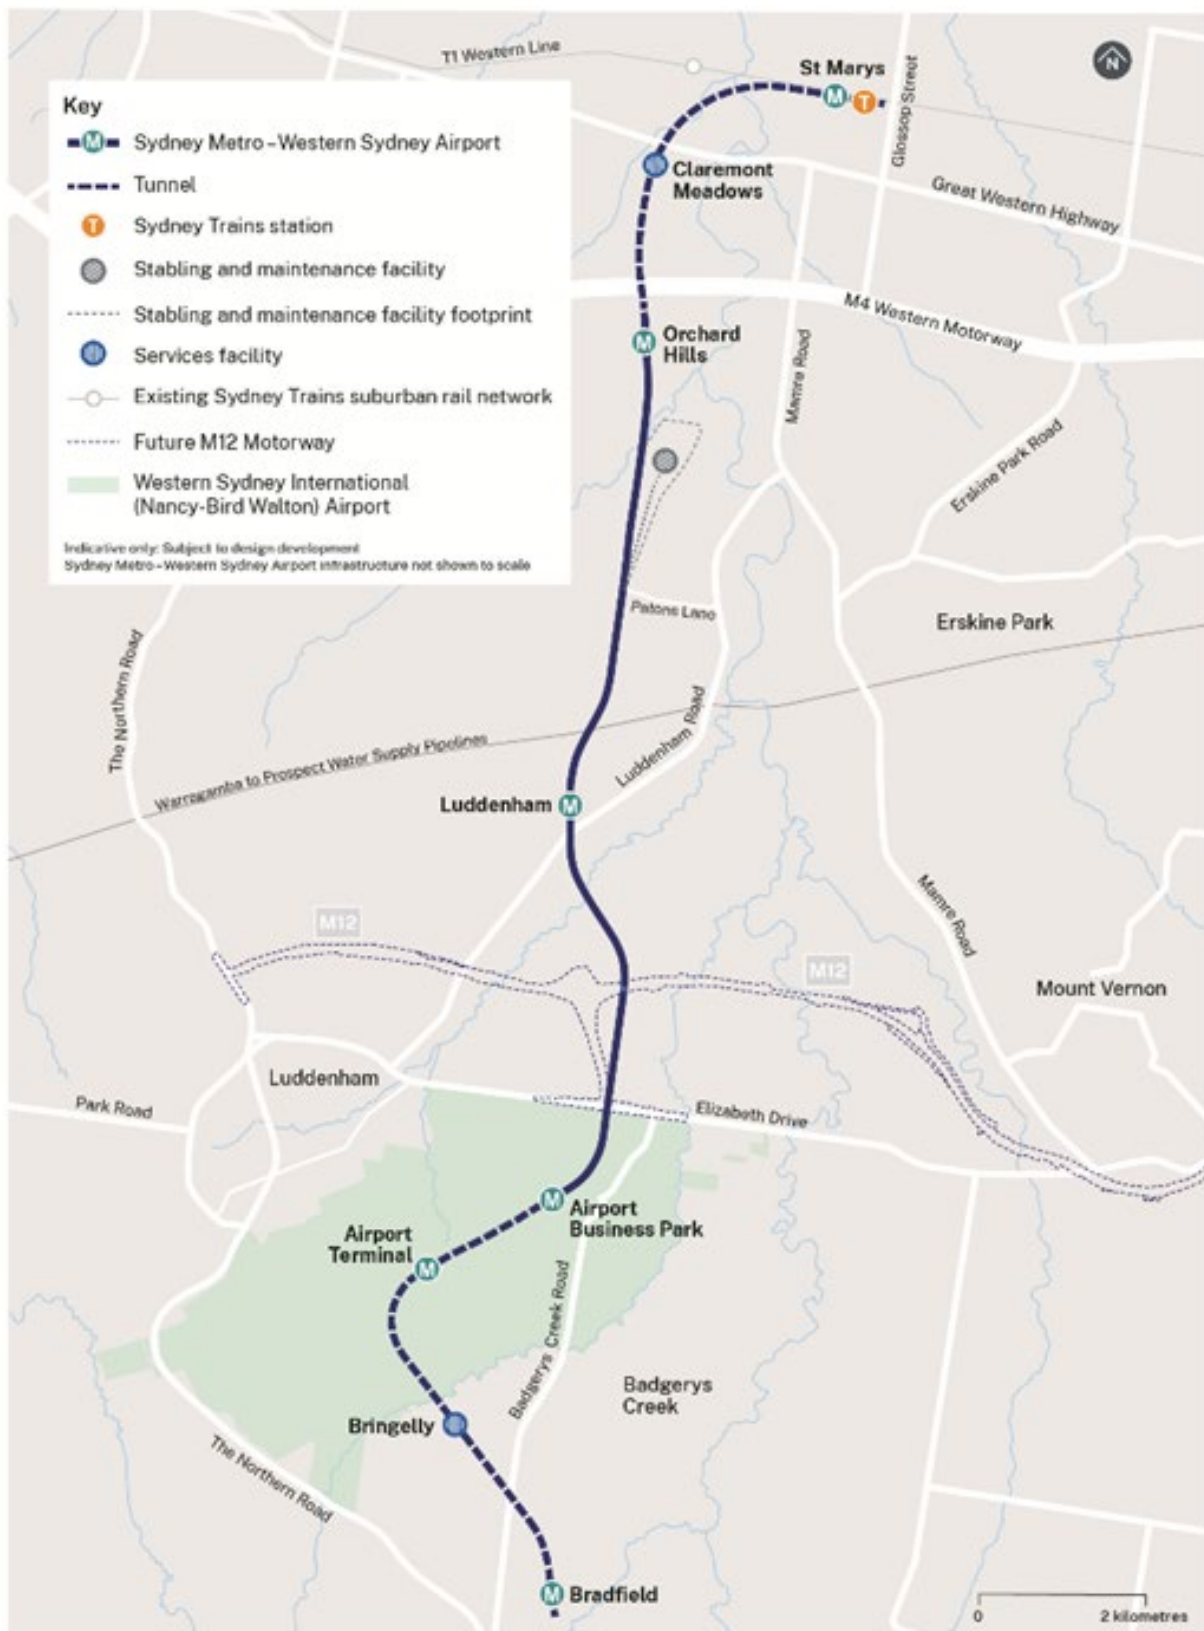 T1 Western Line
St Marys
M
T
N
Glossop Street
Key
M Sydney Metro – Western Sydney Airport
Tunnel
T Sydney Trains station
Stabling and maintenance facility
Stabling and maintenance facility footprint
Services facility
Existing Sydney Trains suburban rail network
Future M12 Motorway
Western Sydney International
(Nancy-Bird Walton) Airport
Indicative only: Subject to design development
Sydney Metro – Western Sydney Airport infrastructure not shown to scale
Claremont
Meadows
Great Western Highway
M4 Western Motorway
M
Orchard
Hills
Mamre Road
Erskine Park Road
Patons Lane
Erskine Park
The Northern Road
Warragamba to Prospect Water Supply Pipelines
Luddenham Road
Luddenham M
Mamre Road
M12
M12
Mount Vernon
Luddenham
Park Road
Elizabeth Drive
M
Airport
Business Park
Airport
Terminal
M
Badgerys Creek Road
Badgerys
Creek
Bringelly
The Northern Road
M Bradfield
0 2 kilometres